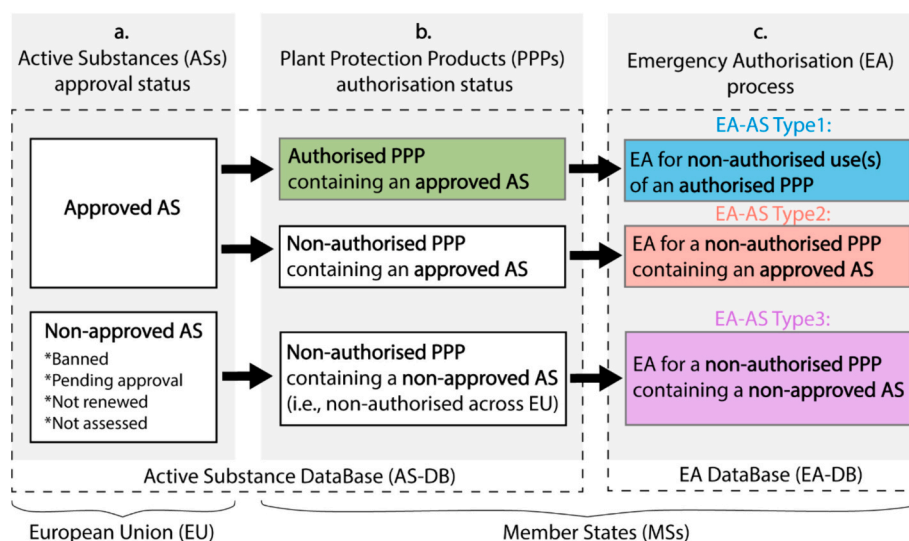 a.
Active Substances (ASs)
approval status
b.
Plant Protection Products (PPPs)
authorisation status
c.
Emergency Authorisation (EA)
process
Approved AS
Authorised PPP
containing an approved AS
EA-AS Type1:
EA for non-authorised use(s)
of an authorised PPP
Non-authorised PPP
containing an approved AS
EA-AS Type2:
EA for a non-authorised PPP
containing an approved AS
Non-approved AS
*Banned
*Pending approval
*Not renewed
*Not assessed
Non-authorised PPP
containing a non-approved AS
(i.e., non-authorised across EU)
EA-AS Type3:
EA for a non-authorised PPP
containing a non-approved AS
Active Substance DataBase (AS-DB)
EA DataBase (EA-DB)
European Union (EU)
Member States (MSs)